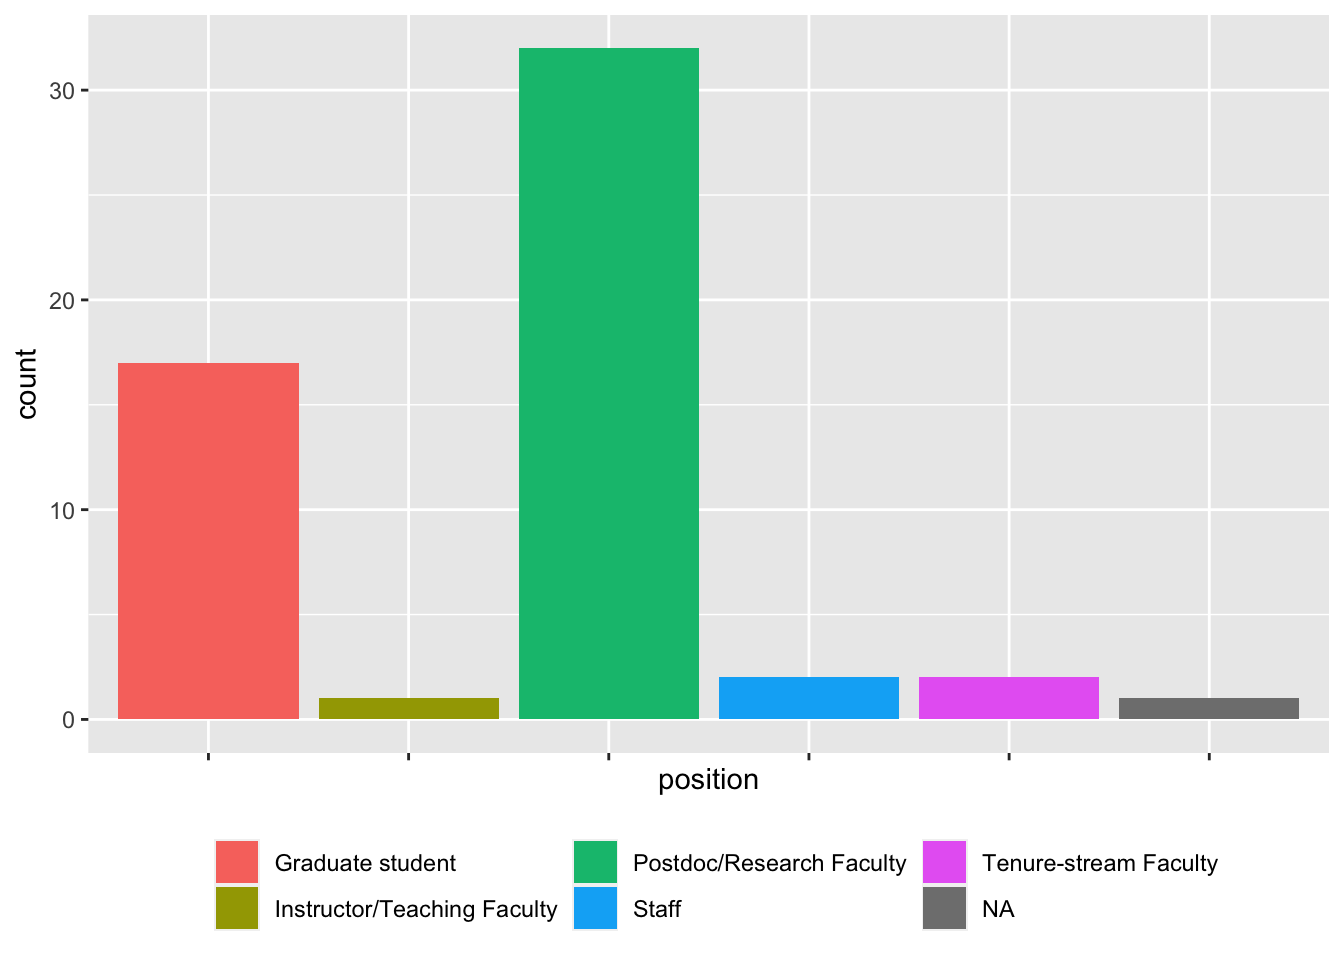 30
20
10
0
count
position
Graduate student
Postdoc/Research Faculty
Tenure-stream Faculty
Instructor/Teaching Faculty
Staff
NA